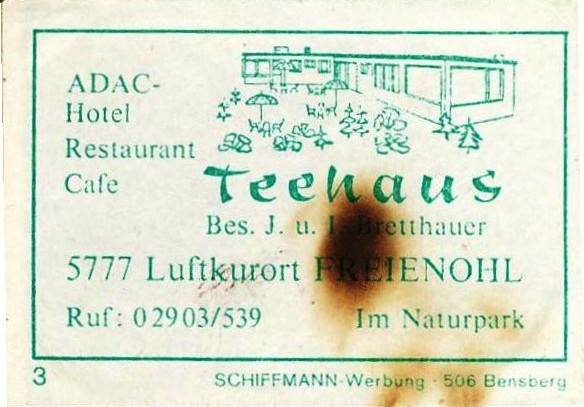 ADAC-
Hotel
Restaurant
Cafe
Teehaus
Bes. J. u. I. Bretthauer
5777 Luftkurort FREIENOHL
Ruf: 02903/539 Im Naturpark
3 SCHIFFMANN-Werbung · 506 Bensberg